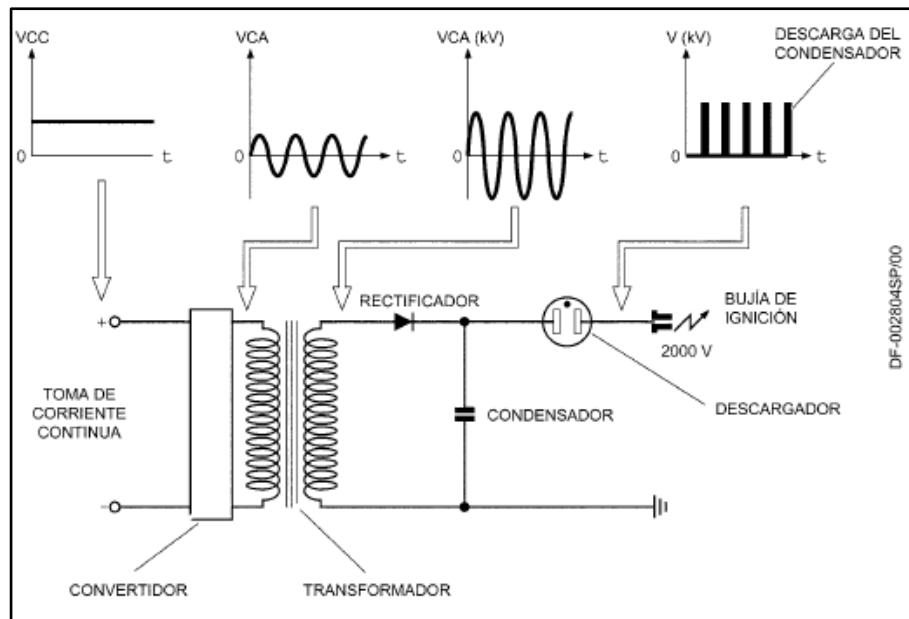 VCC
VCA
VCA (kV)
V (kV)
DESCARGA DEL
CONDENSADOR
0
t
0
t
0
t
0
t
RECTIFICADOR
BUJÍA DE
IGNICIÓN
2000 V
+
TOMA DE
CORRIENTE
CONTINUA
CONDENSADOR
DESCARGADOR
-
CONVERTIDOR
TRANSFORMADOR
DF-002804SP/00